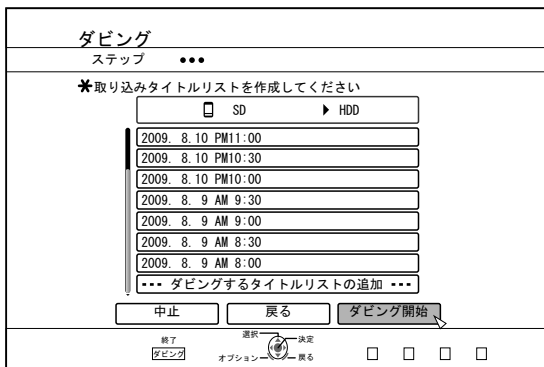 ダビング
ステップ ●●●
*取り込みタイトルリストを作成してください
SD ▶ HDD
2009. 8.10 PM11:00
2009. 8.10 PM10:30
2009. 8.10 PM10:00
2009. 8. 9 AM 9:30
2009. 8. 9 AM 9:00
2009. 8. 9 AM 8:30
2009. 8. 9 AM 8:00
--- ダビングするタイトルリストの追加 ---
中止 戻る ダビング開始
終了 選択 決定
ダビング オプション 戻る